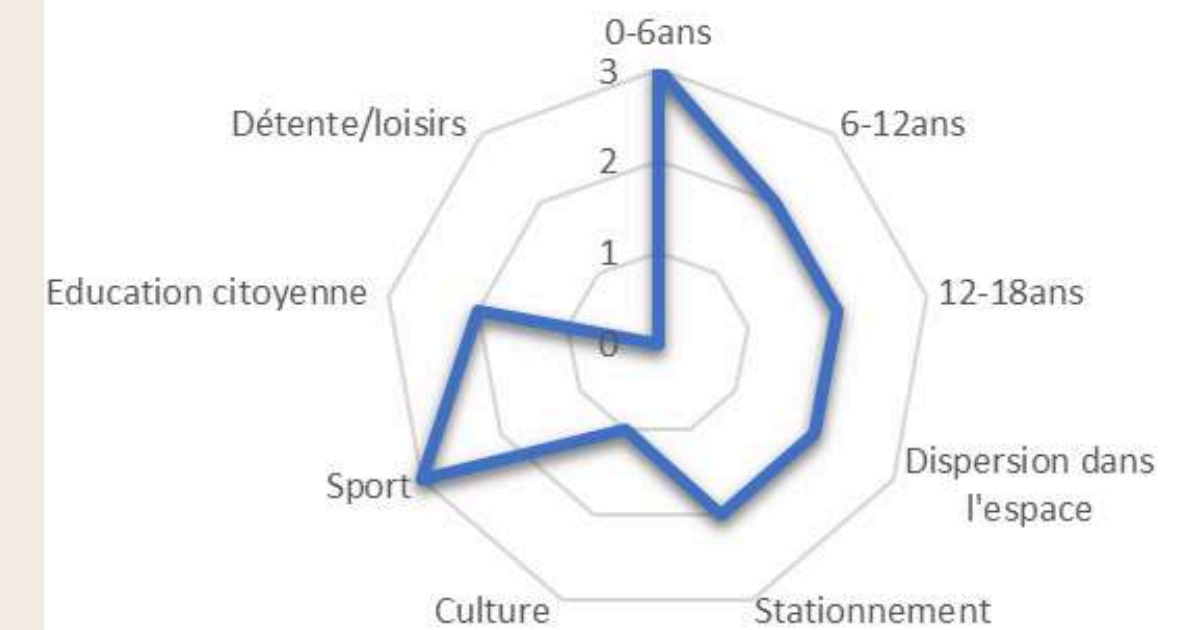 0-6ans
3
Détente/loisirs
6-12ans
2
1
Education citoyenne
12-18ans
0
Dispersion dans
l'espace
Sport
Culture
Stationnement